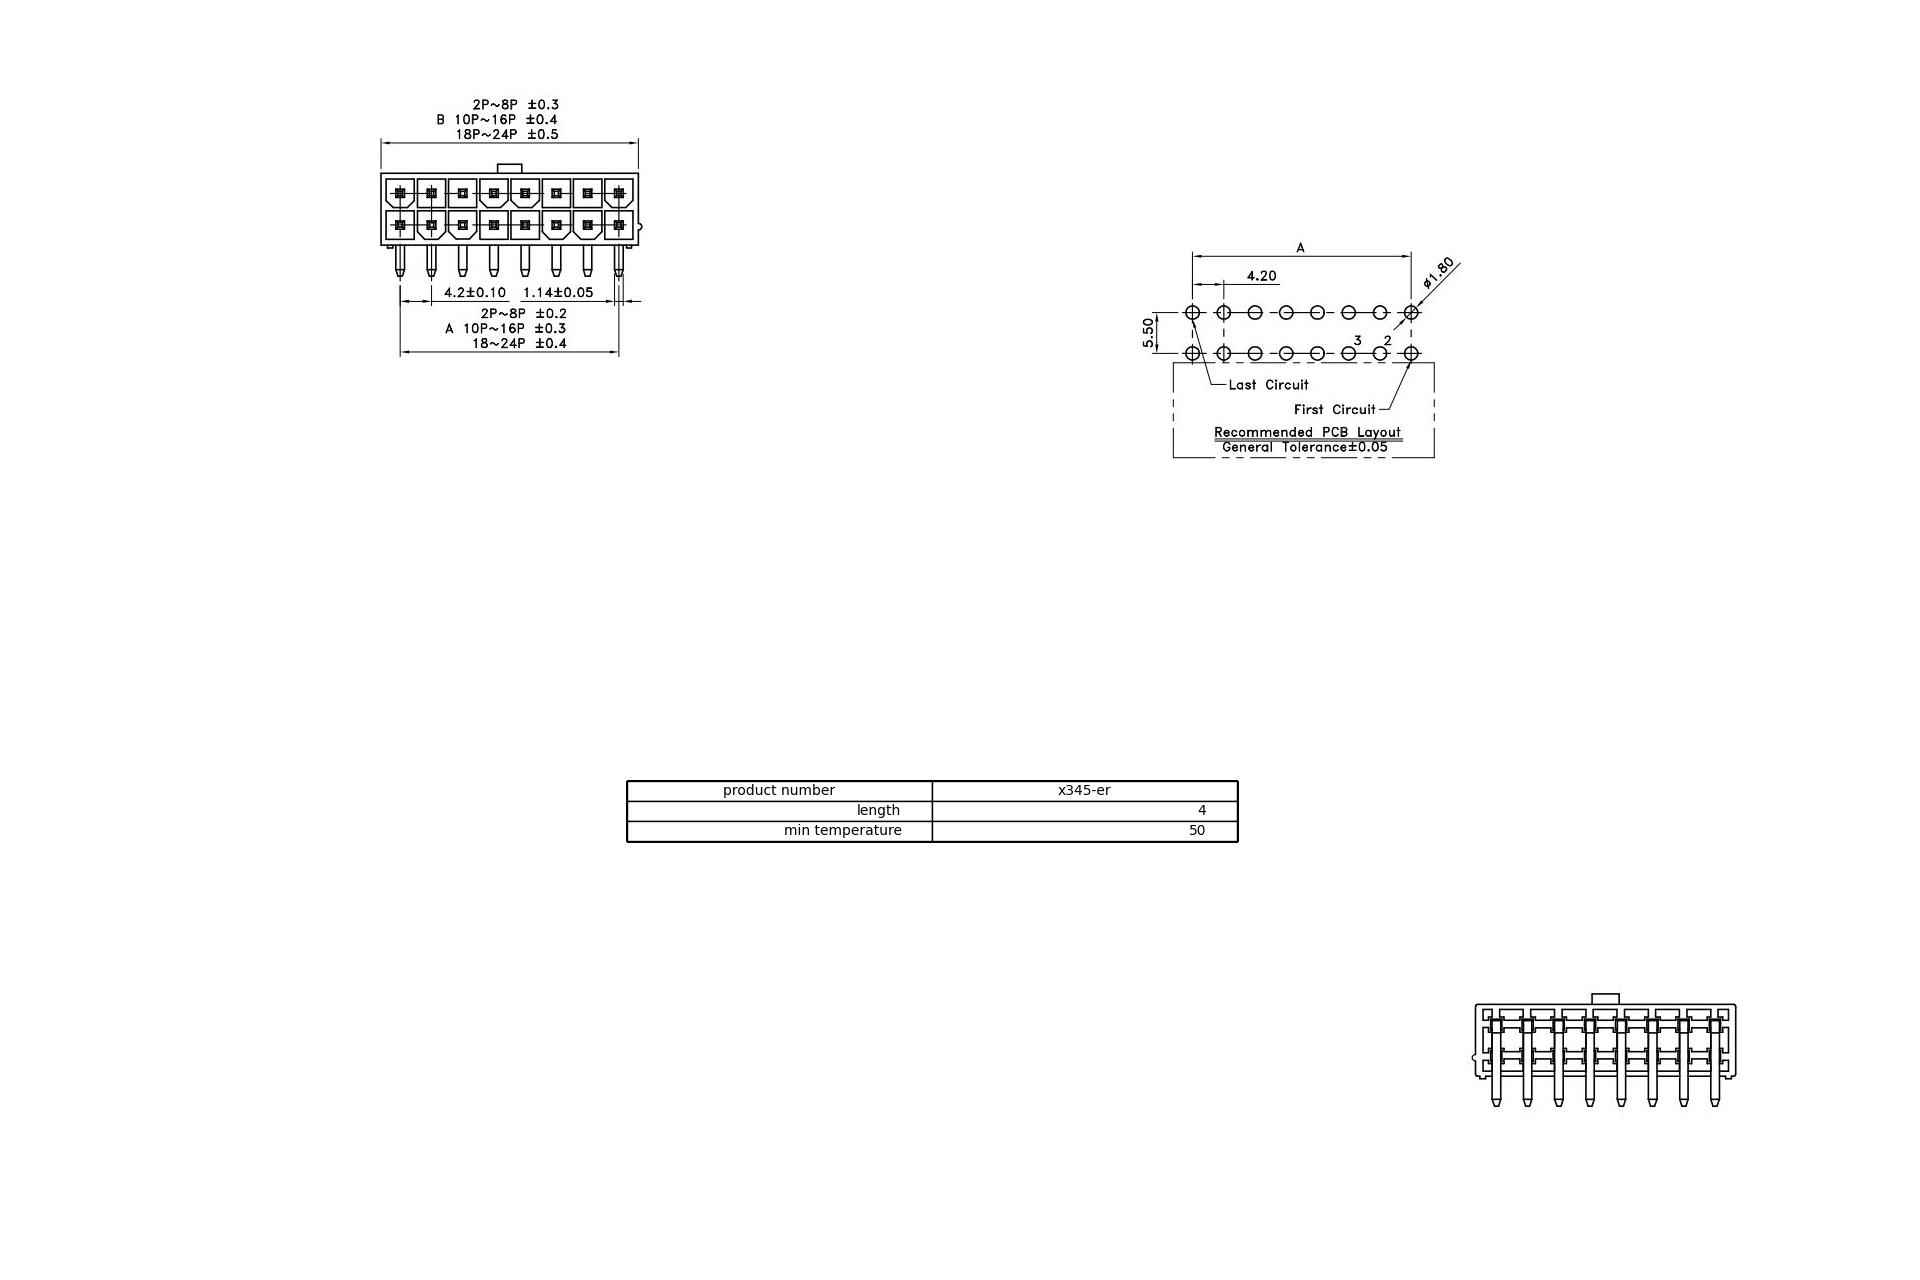 2P~8P ±0.3
B 10P~16P ±0.4
18P~24P ±0.5
4.2±0.10 1.14±0.05
2P~8P ±0.2
A 10P~16P ±0.3
18~24P ±0.4
A
4.20
ø1.80
5.50
3 2
Last Circuit
First Circuit
Recommended PCB Layout
General Tolerance±0.05
product number x345-er
length 4
min temperature 50